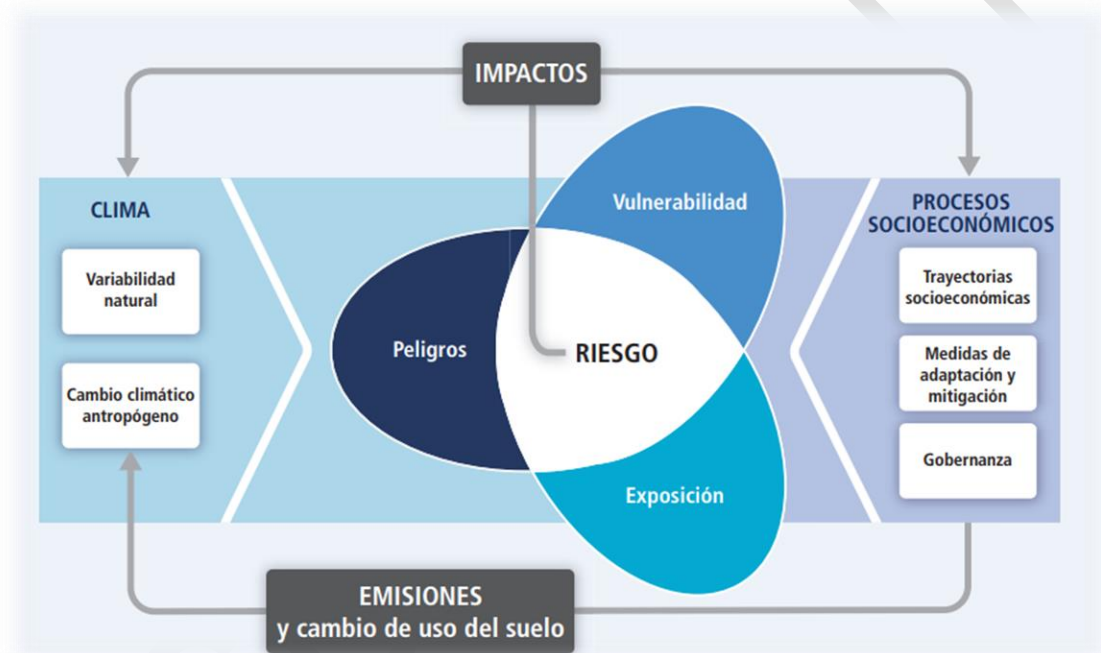 IMPACTOS
CLIMA
Variabilidad
natural
Cambio climático
antropógeno
Vulnerabilidad
Peligros
RIESGO
Exposición
PROCESOS
SOCIOECONÓMICOS
Trayectorias
socioeconómicas
Medidas de
adaptación y
mitigación
Gobernanza
EMISIONES
y cambio de uso del suelo